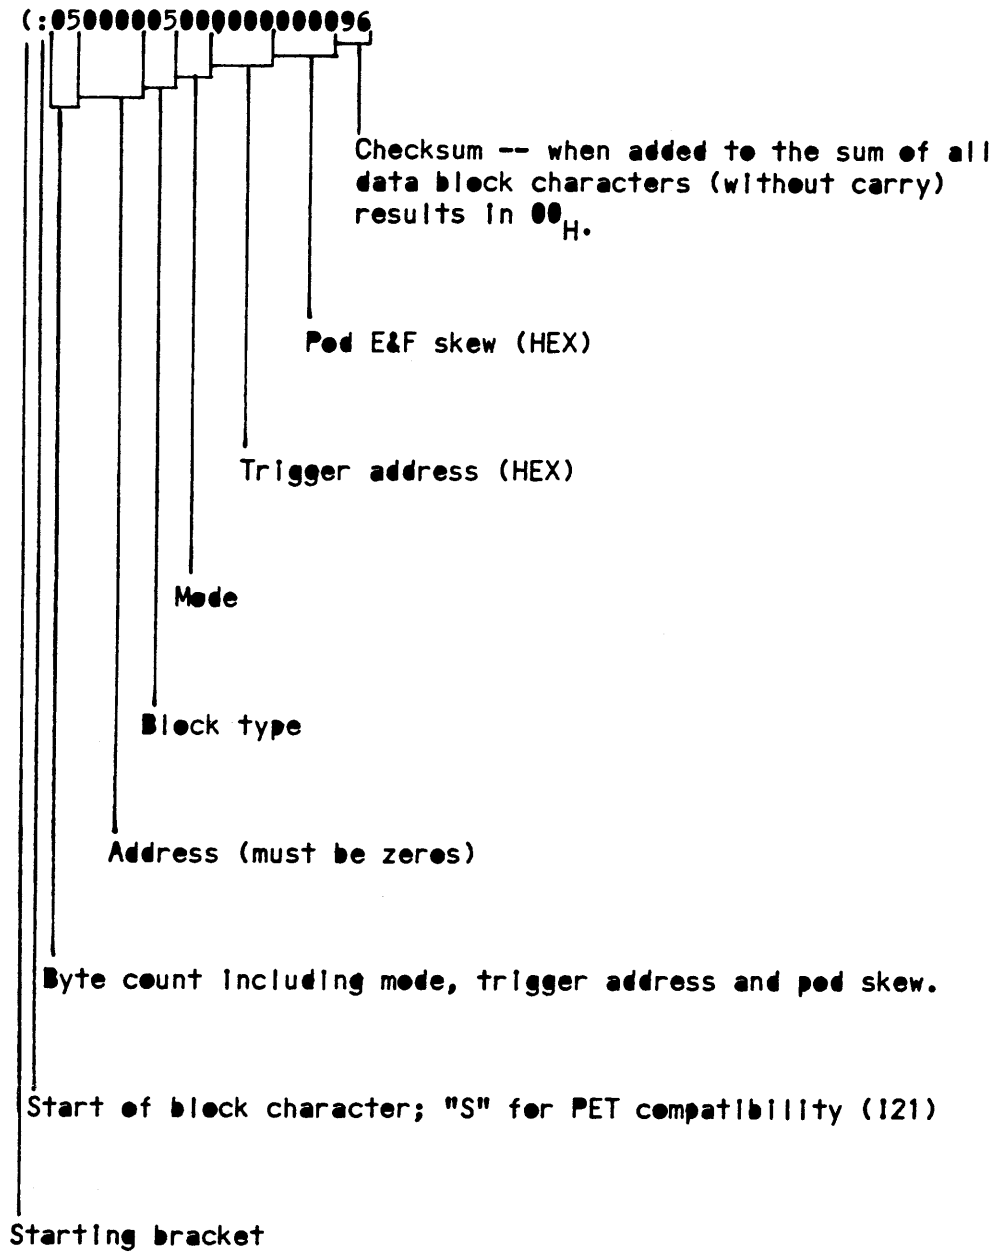 (:05000005000000000096
Checksum -- when added to the sum of all
data block characters (without carry)
results in 00H.
Pod E&F skew (HEX)
Trigger address (HEX)
Mode
Block type
Address (must be zeros)
Byte count including mode, trigger address and pod skew.
Start of block character; "S" for PET compatibility (I21)
Starting bracket